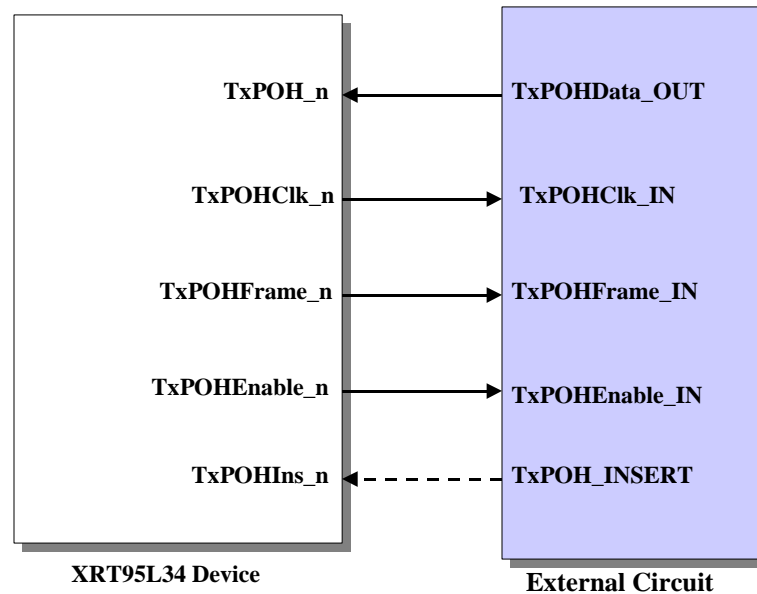 TxPOH_n
TxPOHData_OUT
TxPOHClk_n
TxPOHClk_IN
TxPOHFrame_n
TxPOHFrame_IN
TxPOHEnable_n
TxPOHEnable_IN
TxPOHIns_n
TxPOH_INSERT
XRT95L34 Device
External Circuit